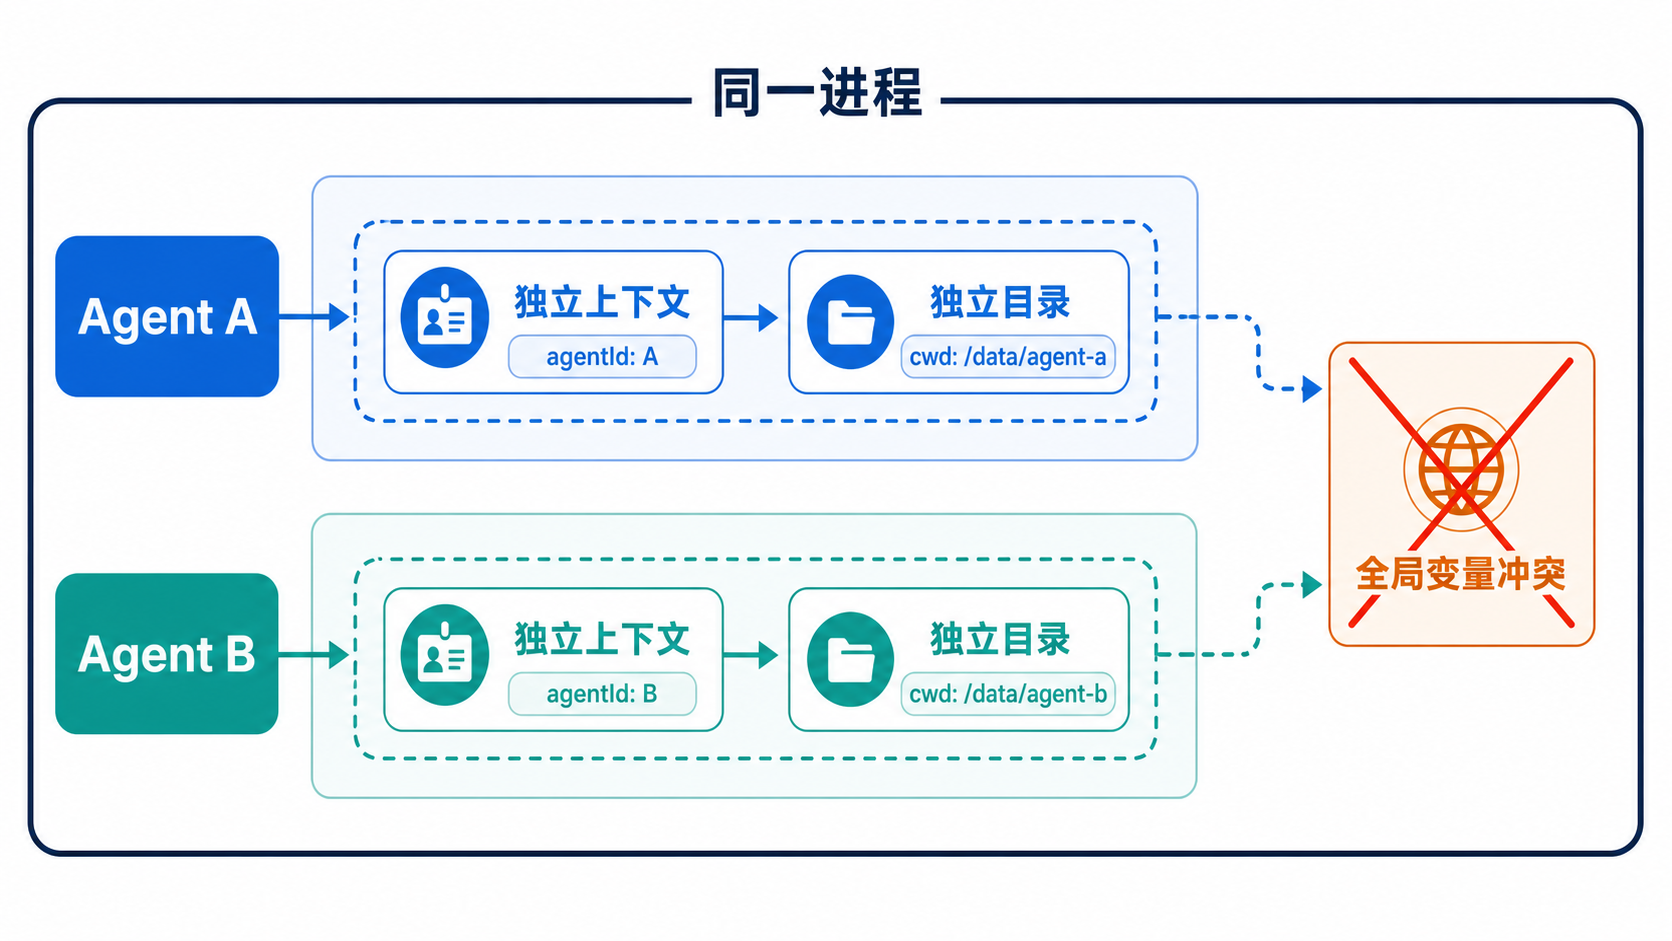 同一进程
Agent A
独立上下文
agentId: A
独立目录
cwd: /data/agent-a
全局变量冲突
Agent B
独立上下文
agentId: B
独立目录
cwd: /data/agent-b